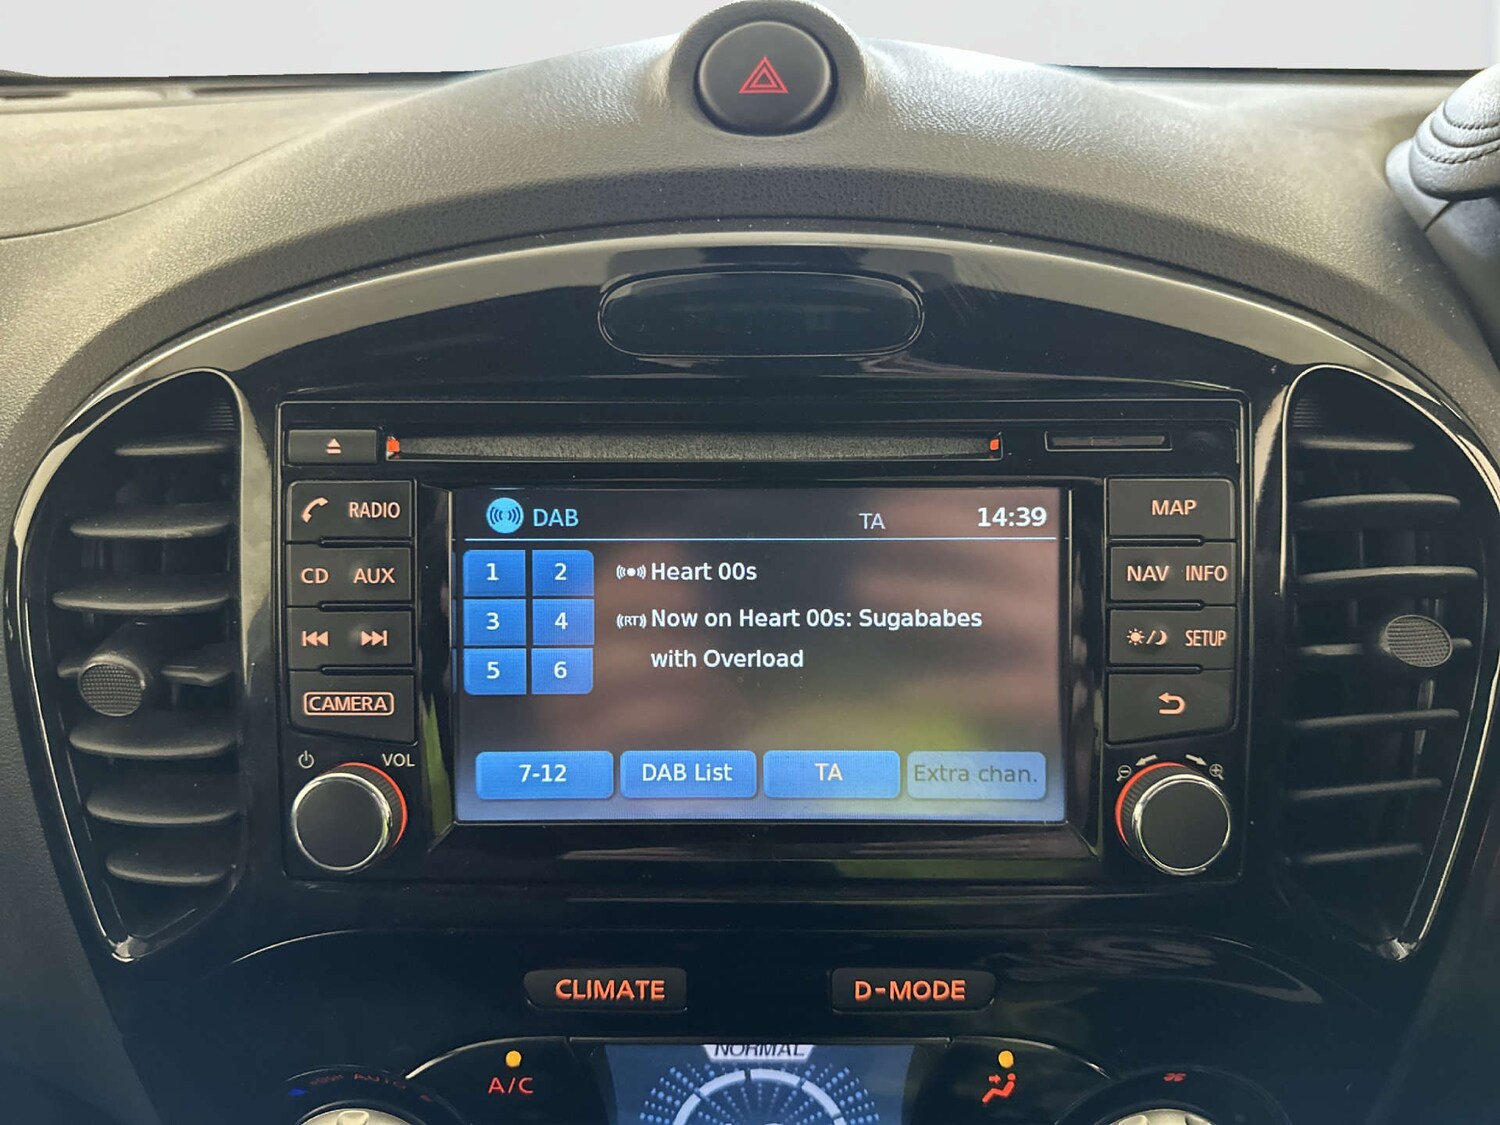 RADIO
CD AUX
CAMERA
VOL
DAB TA 14:39
1 2
3 4
5 6
Heart 00s
(RT) Now on Heart 00s: Sugababes
with Overload
7-12 DAB List TA Extra chan.
MAP
NAV INFO
SETUP
CLIMATE D-MODE
NORMAL
A/C
AUTO